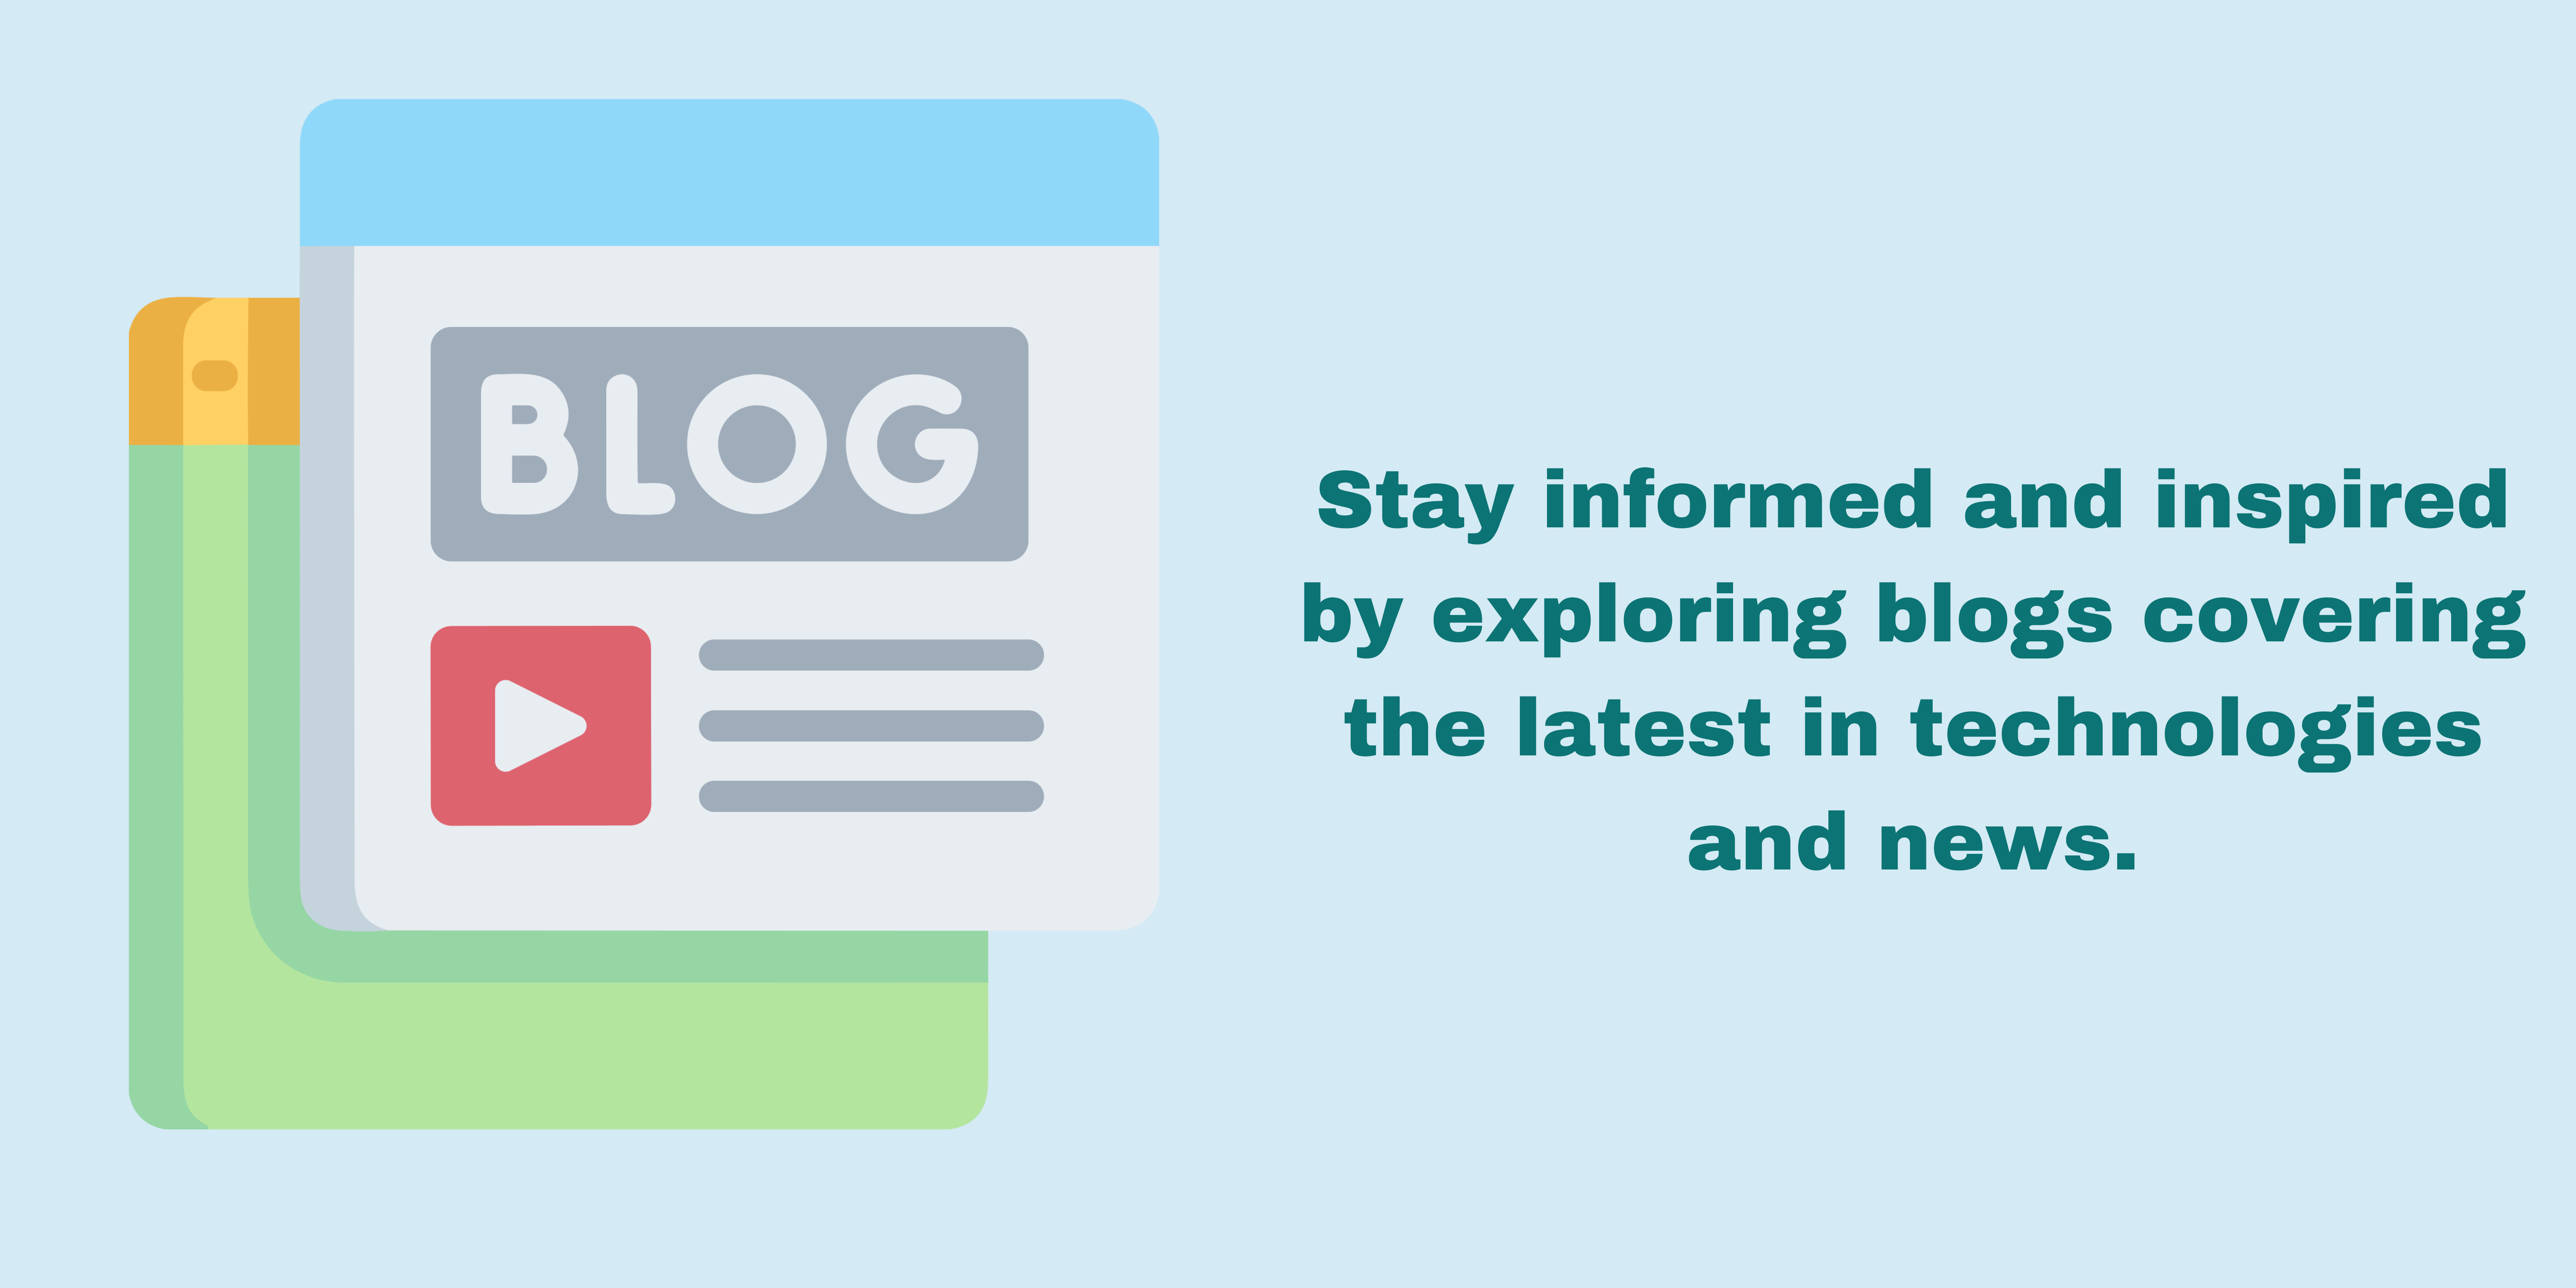 BLOG
Stay informed and inspired
by exploring blogs covering
the latest in technologies
and news.